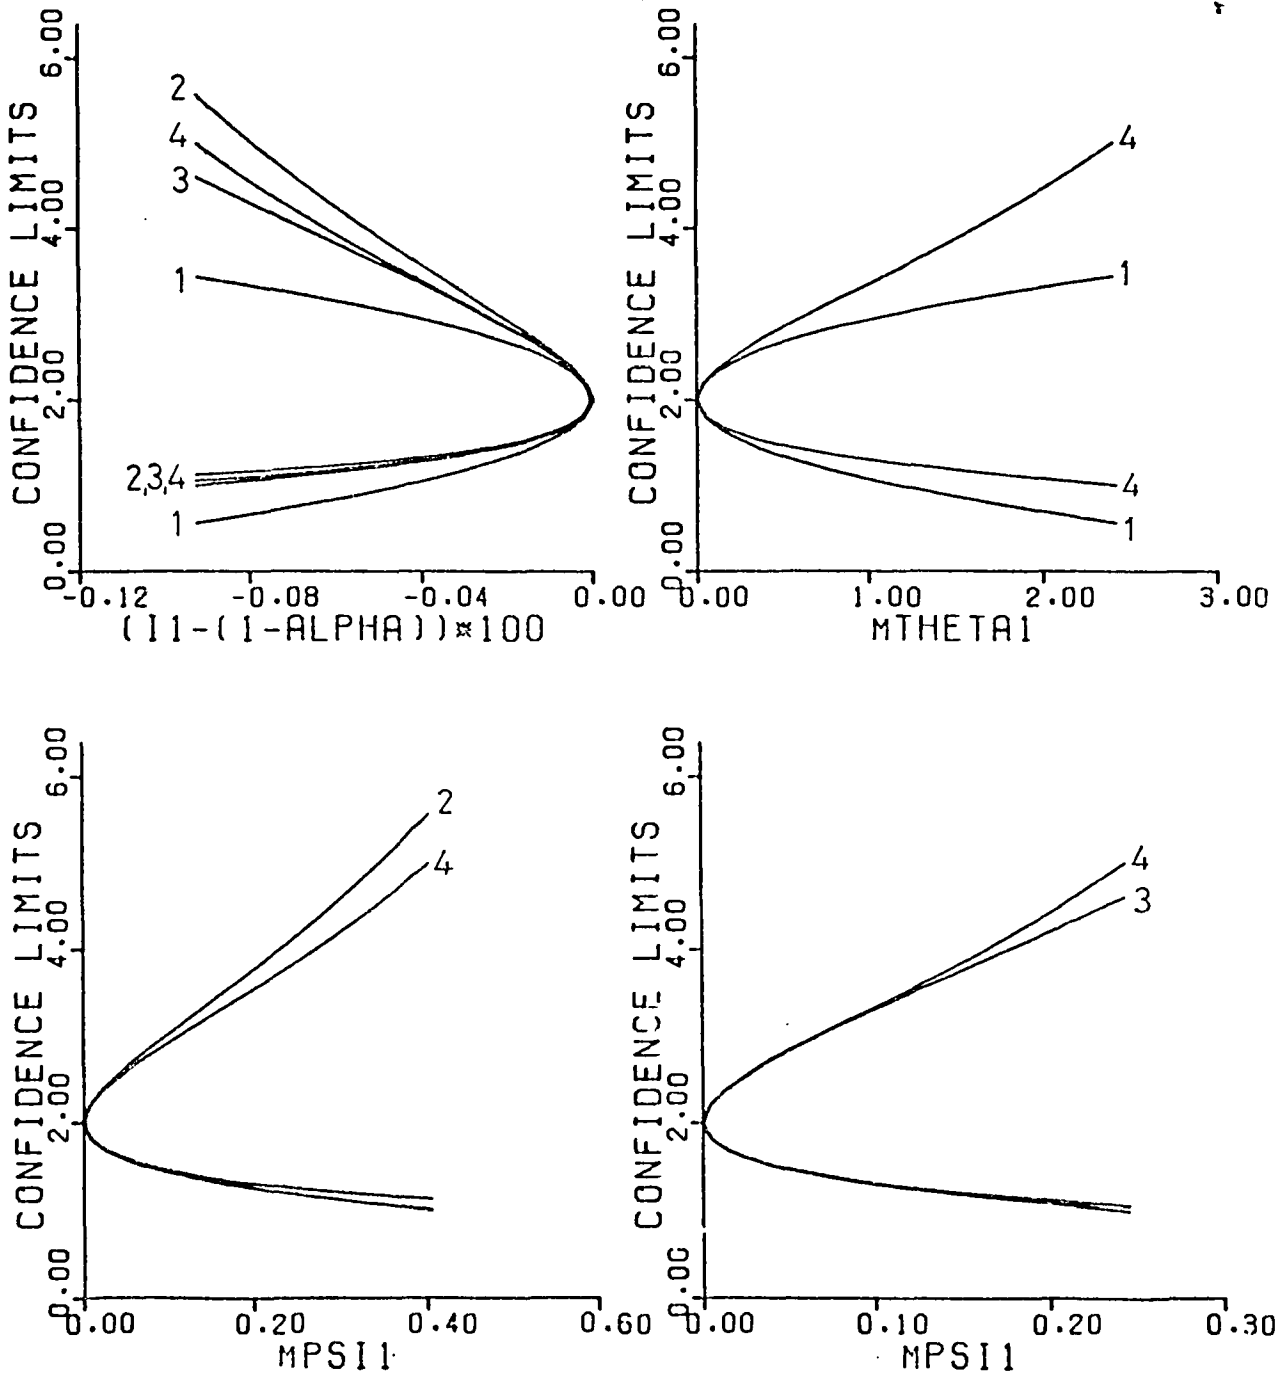 CONFIDENCE LIMITS
6.00
4.00
2.00
0.00
2
4
3
1
2,3,4
1
-0.12 -0.08 -0.04 0.00
(I1-(1-ALPHA))*100
CONFIDENCE LIMITS
6.00
4.00
2.00
0.00
4
1
4
1
0.00 1.00 2.00 3.00
MTHETA1
CONFIDENCE LIMITS
6.00
4.00
2.00
0.00
2
4
0.00 0.20 0.40 0.60
MPSI1
CONFIDENCE LIMITS
6.00
4.00
2.00
0.00
4
3
0.00 0.10 0.20 0.30
MPSI1